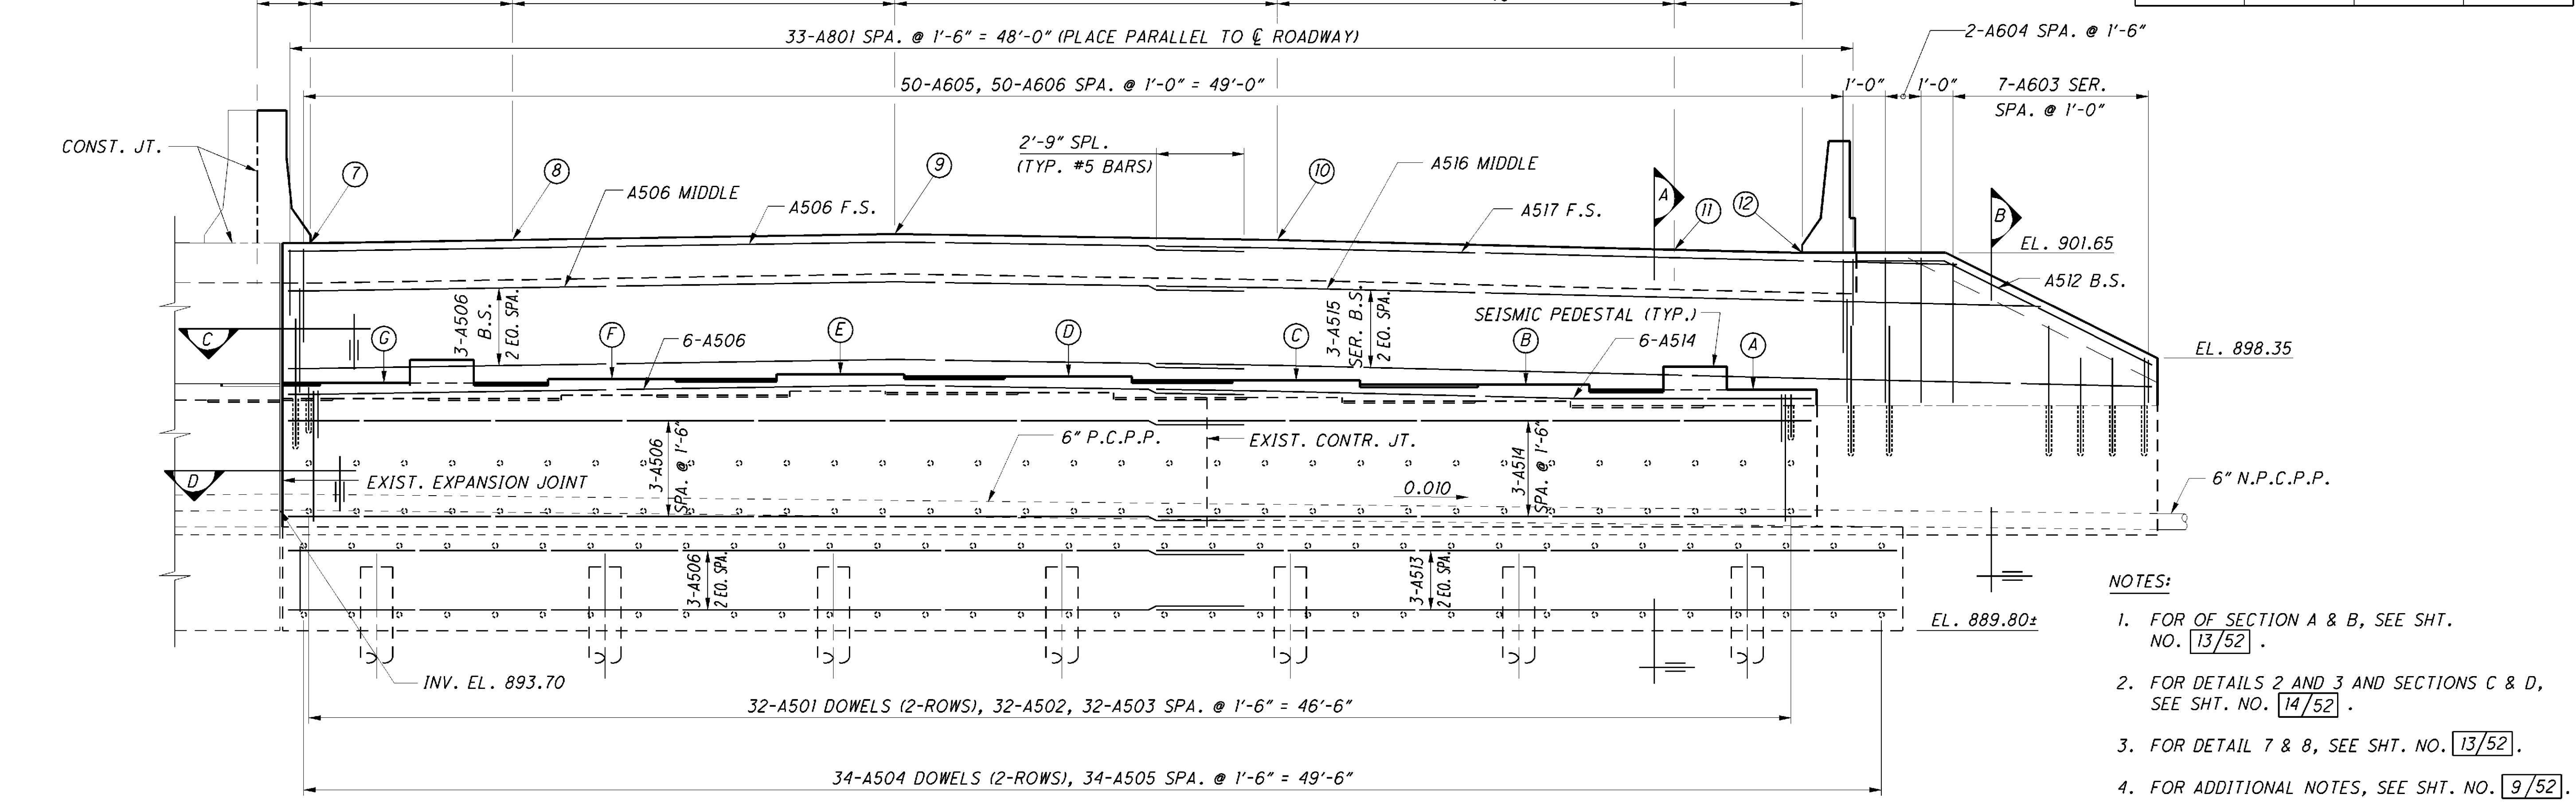 33-A801 SPA. @ 1'-6" = 48'-0" (PLACE PARALLEL TO ℄ ROADWAY)
2-A604 SPA. @ 1'-6"
50-A605, 50-A606 SPA. @ 1'-0" = 49'-0"
1'-0"
1'-0"
7-A603 SER.
SPA. @ 1'-0"
CONST. JT.
2'-9" SPL.
(TYP. #5 BARS)
7
8
9
10
11
12
A506 MIDDLE
A506 F.S.
A516 MIDDLE
A517 F.S.
A
B
EL. 901.65
A512 B.S.
EL. 898.35
3-A506
B.S.
2 EQ. SPA.
3-A515
SER. B.S.
2 EQ. SPA.
SEISMIC PEDESTAL (TYP.)
C
G
F
E
D
C
B
A
6-A506
6-A514
3-A506
SPA. @ 1'-6"
6" P.C.P.P.
EXIST. CONTR. JT.
3-A514
SPA. @ 1'-6"
D
EXIST. EXPANSION JOINT
0.010
6" N.P.C.P.P.
3-A506
2 EQ. SPA.
3-A513
2 EQ. SPA.
EL. 889.80±
INV. EL. 893.70
32-A501 DOWELS (2-ROWS), 32-A502, 32-A503 SPA. @ 1'-6" = 46'-6"
34-A504 DOWELS (2-ROWS), 34-A505 SPA. @ 1'-6" = 49'-6"
NOTES:
1. FOR OF SECTION A & B, SEE SHT.
NO. 13/52 .
2. FOR DETAILS 2 AND 3 AND SECTIONS C & D,
SEE SHT. NO. 14/52 .
3. FOR DETAIL 7 & 8, SEE SHT. NO. 13/52 .
4. FOR ADDITIONAL NOTES, SEE SHT. NO. 9/52 .